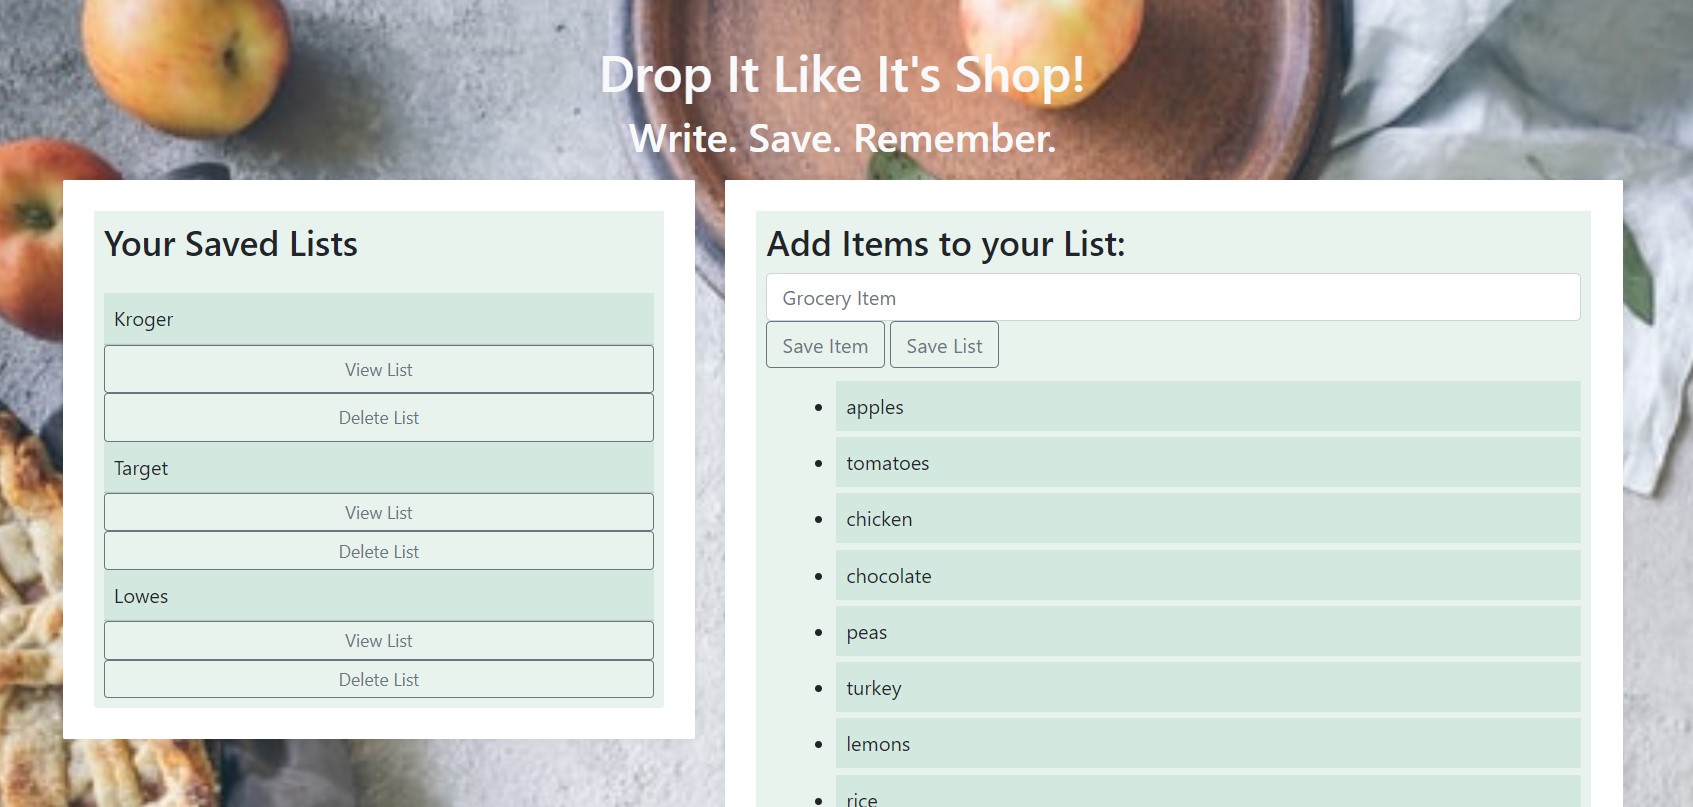 Drop It Like It's Shop!
Write. Save. Remember.
Your Saved Lists
Kroger
View List
Delete List
Target
View List
Delete List
Lowes
View List
Delete List
Add Items to your List:
Grocery Item
Save Item Save List
apples
tomatoes
chicken
chocolate
peas
turkey
lemons
rice